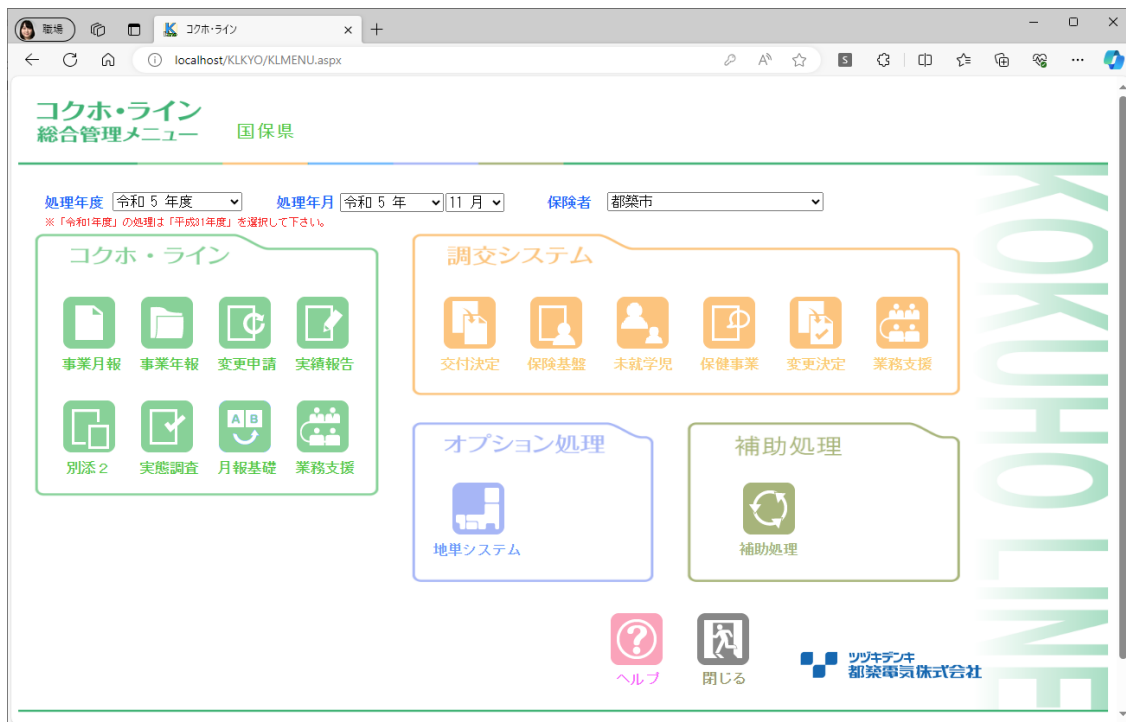 職場
コクホ・ライン
localhost/KLKYO/KLMENU.aspx
コクホ・ライン
総合管理メニュー
国保県
処理年度 令和 5 年度 処理年月 令和 5 年 11 月 保険者 都築市
※「令和1年度」の処理は「平成31年度」を選択して下さい。
コクホ・ライン
事業月報 事業年報 変更申請 実績報告
別添2 実態調査 月報基礎 業務支援
調交システム
交付決定 保険基盤 未就学児 保健事業 変更決定 業務支援
オプション処理
地単システム
補助処理
補助処理
ヘルプ 閉じる
ツヅキデンキ
都築電気株式会社
KOKUHO LINE